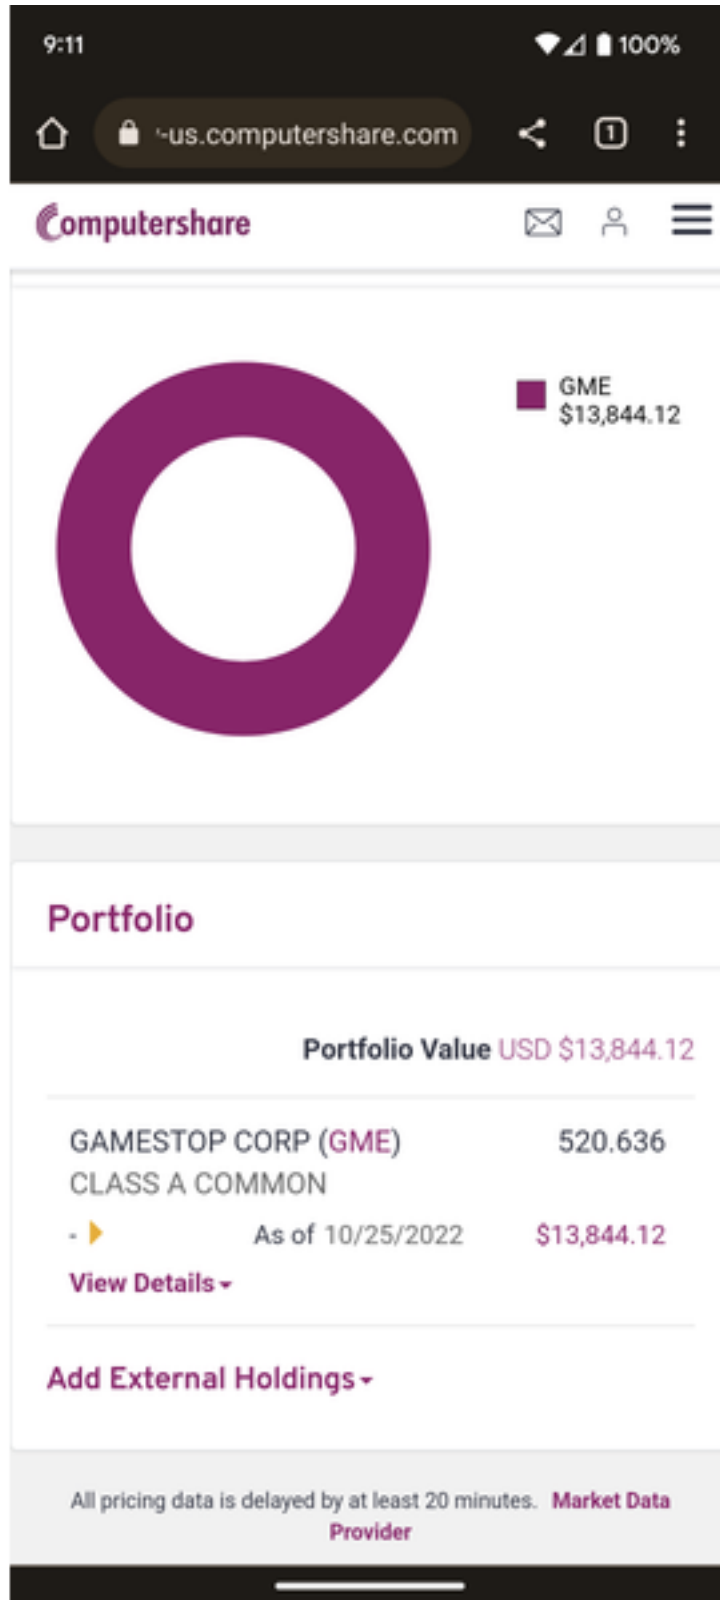 9:11 100%
-us.computershare.com 1
Computershare
GME
$13,844.12
Portfolio
Portfolio Value USD $13,844.12
GAMESTOP CORP (GME) 520.636
CLASS A COMMON
- As of 10/25/2022 $13,844.12
View Details
Add External Holdings
All pricing data is delayed by at least 20 minutes. Market Data
Provider